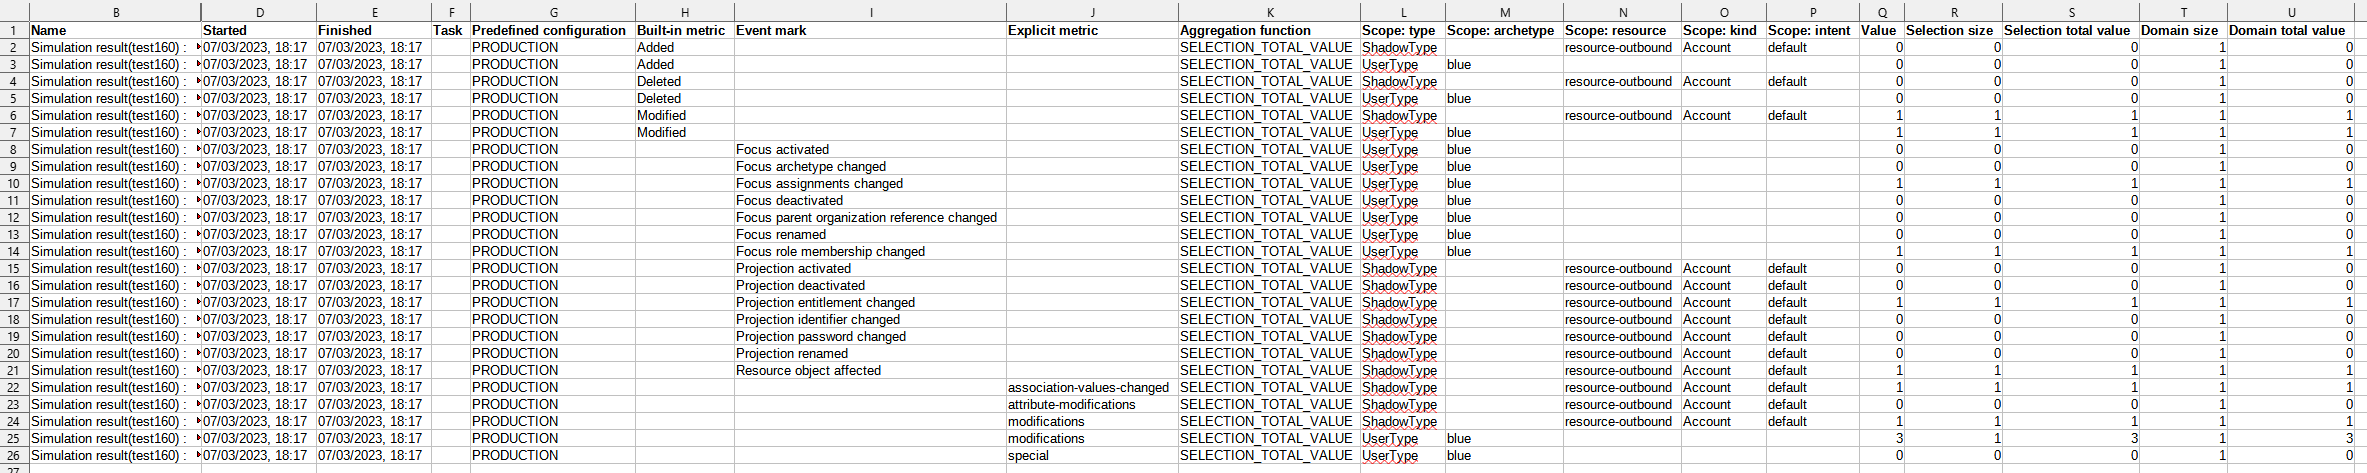 B D E F G H I J K L M N O P Q R S T U
1 Name Started Finished Task Predefined configuration Built-in metric Event mark Explicit metric Aggregation function Scope: type Scope: archetype Scope: resource Scope: kind Scope: intent Value Selection size Selection total value Domain size Domain total value
2 Simulation result(test160) : 07/03/2023, 18:17 07/03/2023, 18:17 PRODUCTION Added SELECTION_TOTAL_VALUE ShadowType resource-outbound Account default 0 0 0 1 0
3 Simulation result(test160) : 07/03/2023, 18:17 07/03/2023, 18:17 PRODUCTION Added SELECTION_TOTAL_VALUE UserType blue 0 0 0 1 0
4 Simulation result(test160) : 07/03/2023, 18:17 07/03/2023, 18:17 PRODUCTION Deleted SELECTION_TOTAL_VALUE ShadowType resource-outbound Account default 0 0 0 1 0
5 Simulation result(test160) : 07/03/2023, 18:17 07/03/2023, 18:17 PRODUCTION Deleted SELECTION_TOTAL_VALUE UserType blue 0 0 0 1 0
6 Simulation result(test160) : 07/03/2023, 18:17 07/03/2023, 18:17 PRODUCTION Modified SELECTION_TOTAL_VALUE ShadowType resource-outbound Account default 1 1 1 1 1
7 Simulation result(test160) : 07/03/2023, 18:17 07/03/2023, 18:17 PRODUCTION Modified SELECTION_TOTAL_VALUE UserType blue 1 1 1 1 1
8 Simulation result(test160) : 07/03/2023, 18:17 07/03/2023, 18:17 PRODUCTION Focus activated SELECTION_TOTAL_VALUE UserType blue 0 0 0 1 0
9 Simulation result(test160) : 07/03/2023, 18:17 07/03/2023, 18:17 PRODUCTION Focus archetype changed SELECTION_TOTAL_VALUE UserType blue 0 0 0 1 0
10 Simulation result(test160) : 07/03/2023, 18:17 07/03/2023, 18:17 PRODUCTION Focus assignments changed SELECTION_TOTAL_VALUE UserType blue 1 1 1 1 1
11 Simulation result(test160) : 07/03/2023, 18:17 07/03/2023, 18:17 PRODUCTION Focus deactivated SELECTION_TOTAL_VALUE UserType blue 0 0 0 1 0
12 Simulation result(test160) : 07/03/2023, 18:17 07/03/2023, 18:17 PRODUCTION Focus parent organization reference changed SELECTION_TOTAL_VALUE UserType blue 0 0 0 1 0
13 Simulation result(test160) : 07/03/2023, 18:17 07/03/2023, 18:17 PRODUCTION Focus renamed SELECTION_TOTAL_VALUE UserType blue 0 0 0 1 0
14 Simulation result(test160) : 07/03/2023, 18:17 07/03/2023, 18:17 PRODUCTION Focus role membership changed SELECTION_TOTAL_VALUE UserType blue 1 1 1 1 1
15 Simulation result(test160) : 07/03/2023, 18:17 07/03/2023, 18:17 PRODUCTION Projection activated SELECTION_TOTAL_VALUE ShadowType resource-outbound Account default 0 0 0 1 0
16 Simulation result(test160) : 07/03/2023, 18:17 07/03/2023, 18:17 PRODUCTION Projection deactivated SELECTION_TOTAL_VALUE ShadowType resource-outbound Account default 0 0 0 1 0
17 Simulation result(test160) : 07/03/2023, 18:17 07/03/2023, 18:17 PRODUCTION Projection entitlement changed SELECTION_TOTAL_VALUE ShadowType resource-outbound Account default 1 1 1 1 1
18 Simulation result(test160) : 07/03/2023, 18:17 07/03/2023, 18:17 PRODUCTION Projection identifier changed SELECTION_TOTAL_VALUE ShadowType resource-outbound Account default 0 0 0 1 0
19 Simulation result(test160) : 07/03/2023, 18:17 07/03/2023, 18:17 PRODUCTION Projection password changed SELECTION_TOTAL_VALUE ShadowType resource-outbound Account default 0 0 0 1 0
20 Simulation result(test160) : 07/03/2023, 18:17 07/03/2023, 18:17 PRODUCTION Projection renamed SELECTION_TOTAL_VALUE ShadowType resource-outbound Account default 0 0 0 1 0
21 Simulation result(test160) : 07/03/2023, 18:17 07/03/2023, 18:17 PRODUCTION Resource object affected SELECTION_TOTAL_VALUE ShadowType resource-outbound Account default 1 1 1 1 1
22 Simulation result(test160) : 07/03/2023, 18:17 07/03/2023, 18:17 PRODUCTION association-values-changed SELECTION_TOTAL_VALUE ShadowType resource-outbound Account default 1 1 1 1 1
23 Simulation result(test160) : 07/03/2023, 18:17 07/03/2023, 18:17 PRODUCTION attribute-modifications SELECTION_TOTAL_VALUE ShadowType resource-outbound Account default 0 0 0 1 0
24 Simulation result(test160) : 07/03/2023, 18:17 07/03/2023, 18:17 PRODUCTION modifications SELECTION_TOTAL_VALUE ShadowType resource-outbound Account default 1 1 1 1 1
25 Simulation result(test160) : 07/03/2023, 18:17 07/03/2023, 18:17 PRODUCTION modifications SELECTION_TOTAL_VALUE UserType blue 3 1 3 1 3
26 Simulation result(test160) : 07/03/2023, 18:17 07/03/2023, 18:17 PRODUCTION special SELECTION_TOTAL_VALUE UserType blue 0 0 0 1 0
27